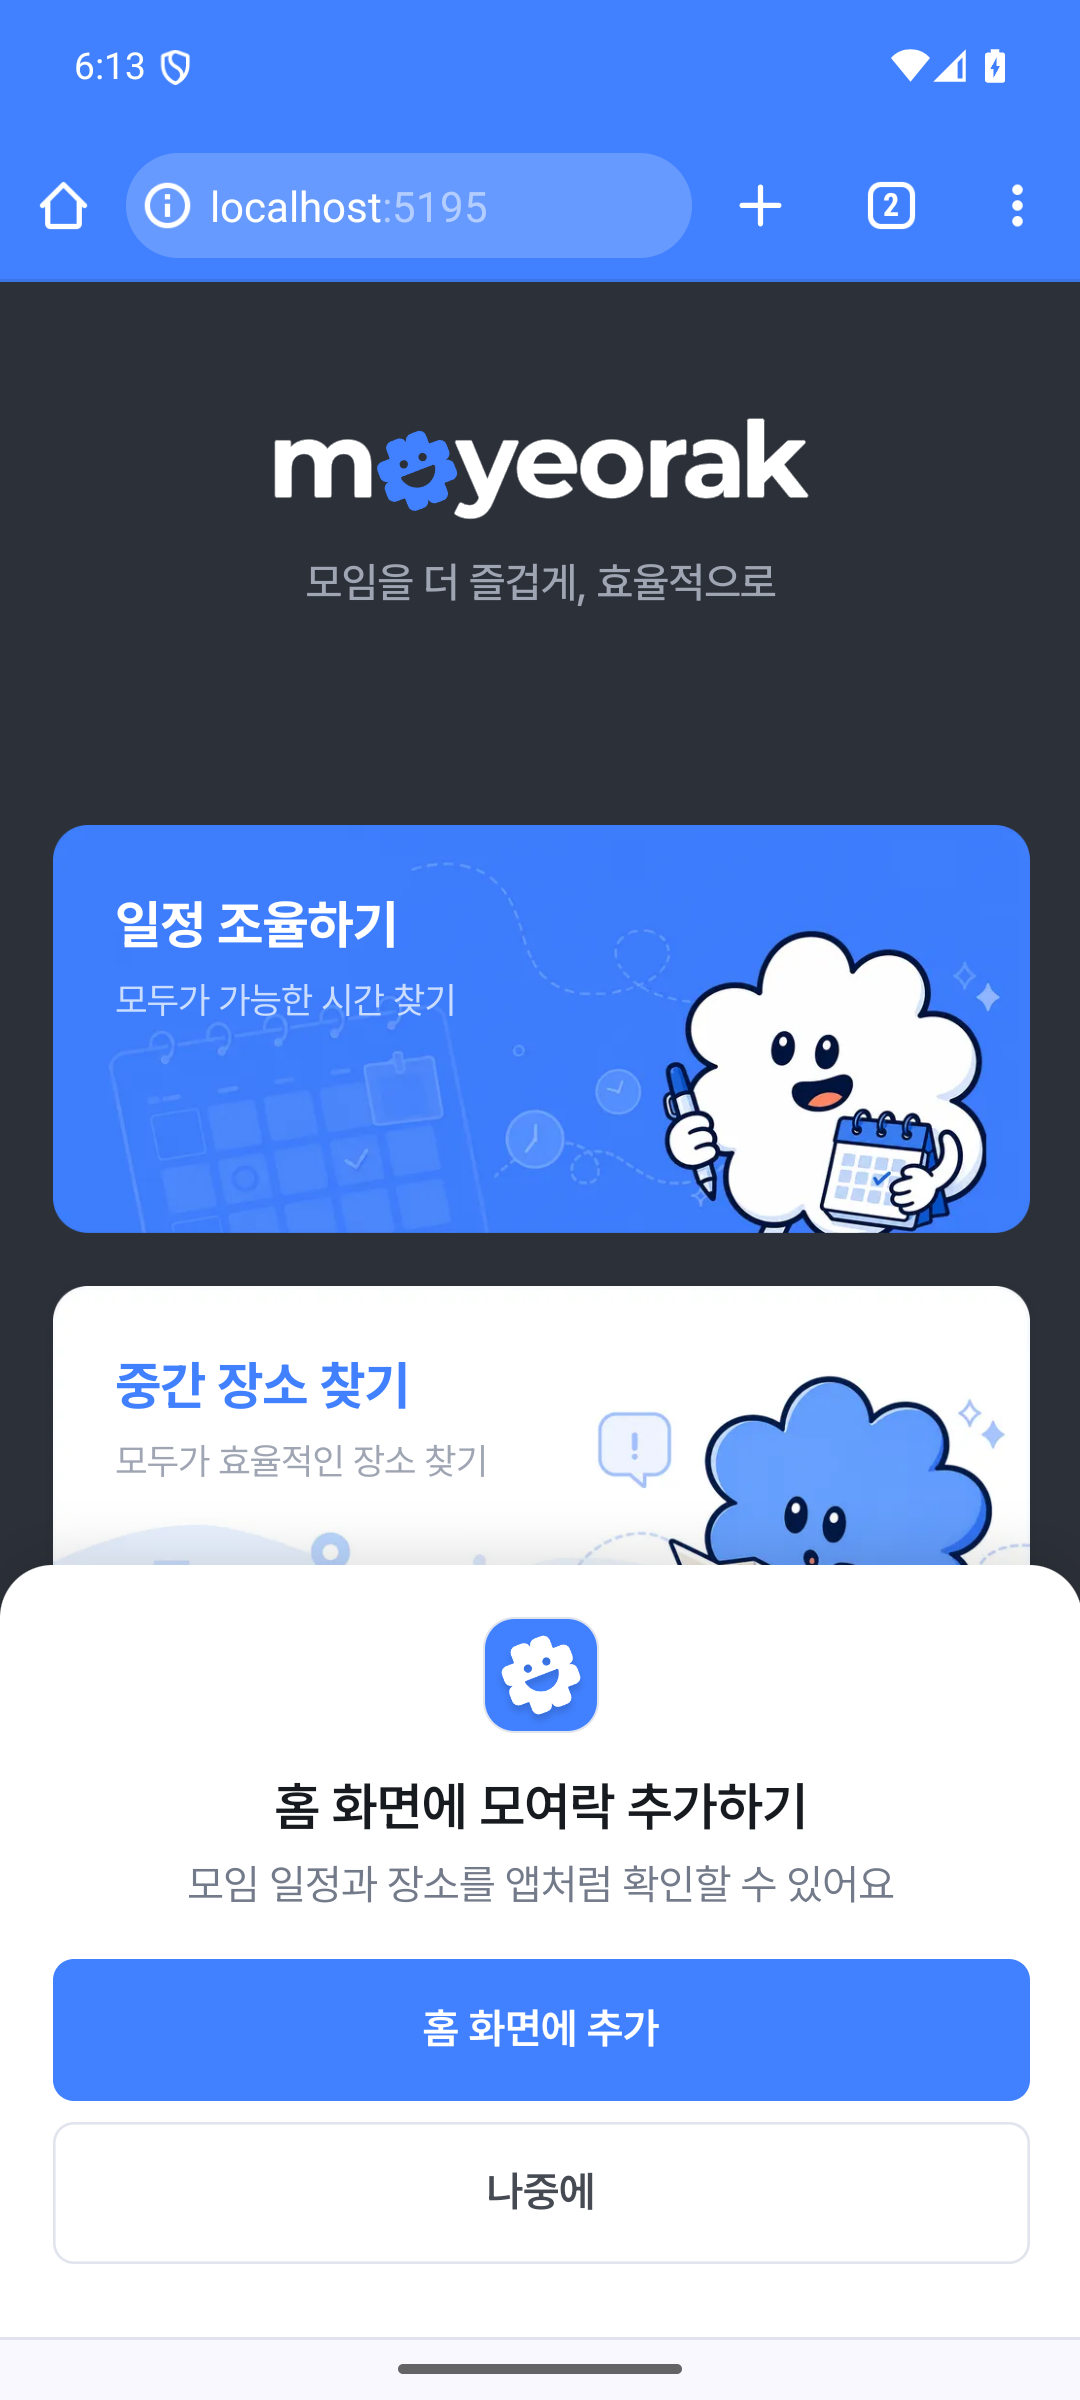 6:13
localhost:5195
2
moyeorak
모임을 더 즐겁게, 효율적으로
일정 조율하기
모두가 가능한 시간 찾기
중간 장소 찾기
모두가 효율적인 장소 찾기
!
홈 화면에 모여락 추가하기
모임 일정과 장소를 앱처럼 확인할 수 있어요
홈 화면에 추가
나중에